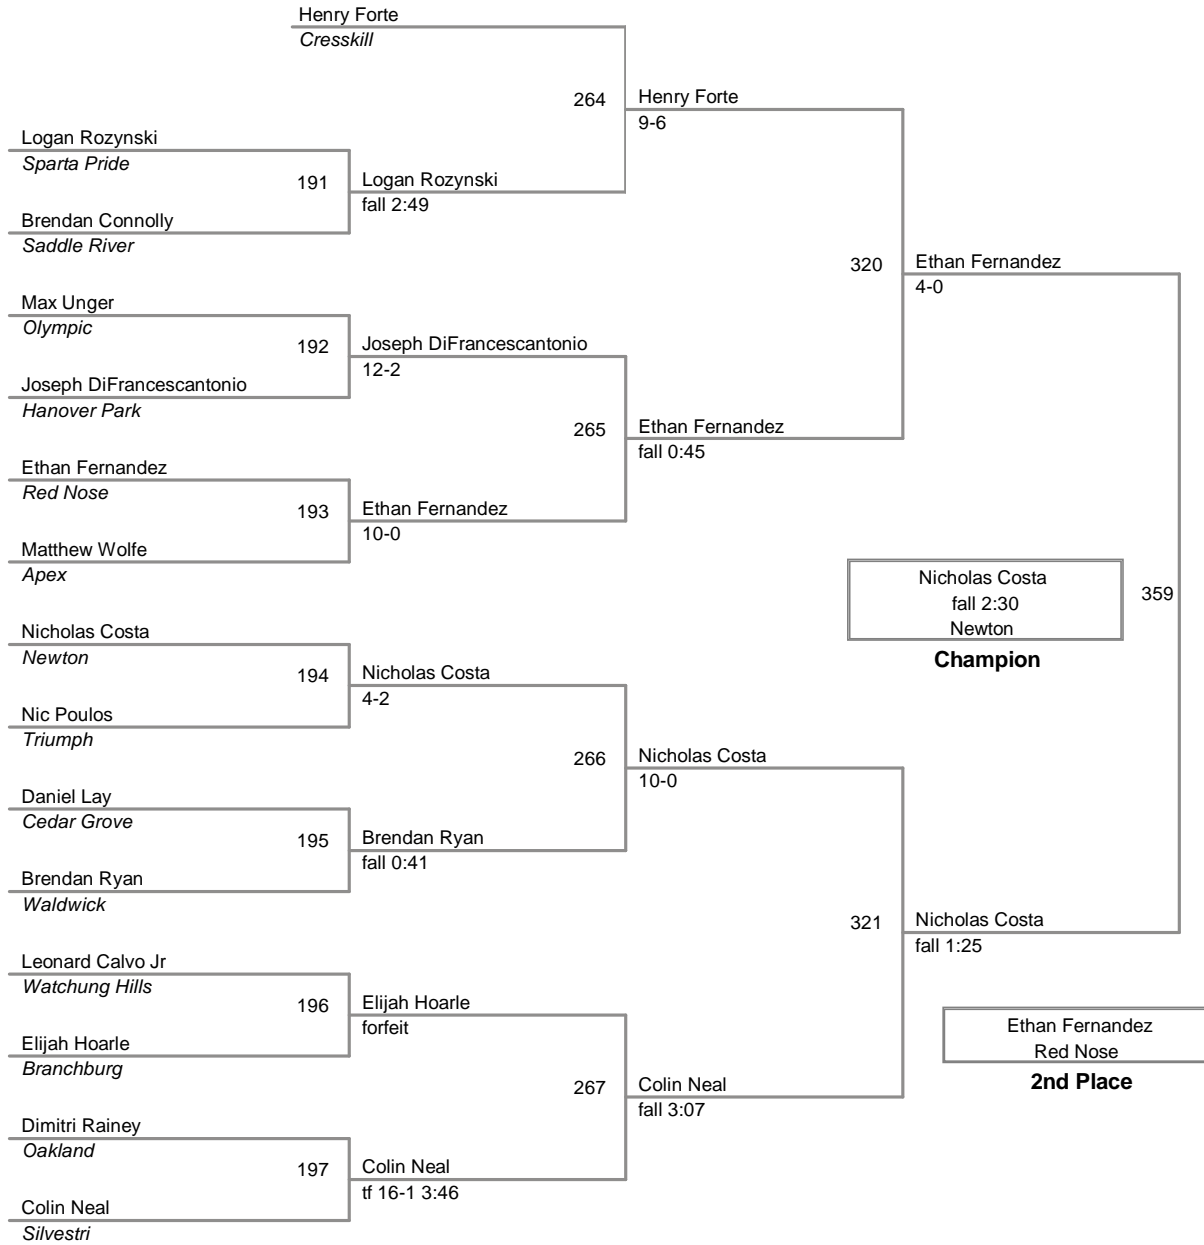 Henry Forte
Cresskill
264
Henry Forte
9-6
Logan Rozynski
Sparta Pride
191
Logan Rozynski
fall 2:49
Brendan Connolly
Saddle River
320
Ethan Fernandez
4-0
Max Unger
Olympic
192
Joseph DiFrancescantonio
12-2
Joseph DiFrancescantonio
Hanover Park
265
Ethan Fernandez
fall 0:45
Ethan Fernandez
Red Nose
193
Ethan Fernandez
10-0
Matthew Wolfe
Apex
Nicholas Costa
fall 2:30
Newton
Champion
359
Nicholas Costa
Newton
194
Nicholas Costa
4-2
Nic Poulos
Triumph
266
Nicholas Costa
10-0
Daniel Lay
Cedar Grove
195
Brendan Ryan
fall 0:41
Brendan Ryan
Waldwick
321
Nicholas Costa
fall 1:25
Leonard Calvo Jr
Watchung Hills
196
Elijah Hoarle
forfeit
Elijah Hoarle
Branchburg
Ethan Fernandez
Red Nose
2nd Place
267
Colin Neal
fall 3:07
Dimitri Rainey
Oakland
197
Colin Neal
tf 16-1 3:46
Colin Neal
Silvestri